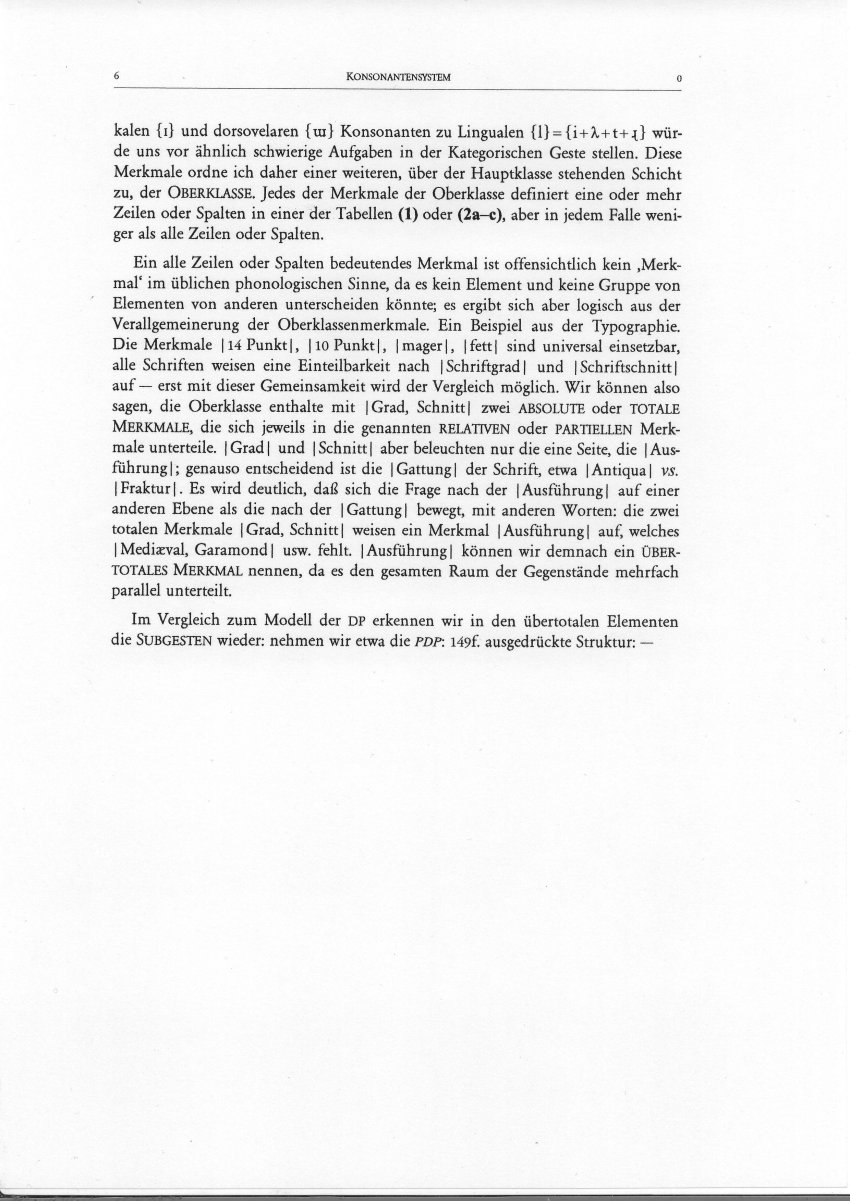 6 KONSONANTENSYSTEM 0
kalen {ɪ} und dorsovelaren {ɯ} Konsonanten zu Lingualen {l} = {i+λ+t+ɻ} wür-
de uns vor ähnlich schwierige Aufgaben in der Kategorischen Geste stellen. Diese
Merkmale ordne ich daher einer weiteren, über der Hauptklasse stehenden Schicht
zu, der OBERKLASSE. Jedes der Merkmale der Oberklasse definiert eine oder mehr
Zeilen oder Spalten in einer der Tabellen (1) oder (2a–c), aber in jedem Falle weni-
ger als alle Zeilen oder Spalten.
Ein alle Zeilen oder Spalten bedeutendes Merkmal ist offensichtlich kein ‚Merk-
mal‘ im üblichen phonologischen Sinne, da es kein Element und keine Gruppe von
Elementen von anderen unterscheiden könnte; es ergibt sich aber logisch aus der
Verallgemeinerung der Oberklassenmerkmale. Ein Beispiel aus der Typographie.
Die Merkmale |14 Punkt|, |10 Punkt|, |mager|, |fett| sind universal einsetzbar,
alle Schriften weisen eine Einteilbarkeit nach |Schriftgrad| und |Schriftschnitt|
auf — erst mit dieser Gemeinsamkeit wird der Vergleich möglich. Wir können also
sagen, die Oberklasse enthalte mit |Grad, Schnitt| zwei ABSOLUTE oder TOTALE
MERKMALE, die sich jeweils in die genannten RELATIVEN oder PARTIELLEN Merk-
male unterteile. |Grad| und |Schnitt| aber beleuchten nur die eine Seite, die |Aus-
führung|; genauso entscheidend ist die |Gattung| der Schrift, etwa |Antiqua| vs.
|Fraktur|. Es wird deutlich, daß sich die Frage nach der |Ausführung| auf einer
anderen Ebene als die nach der |Gattung| bewegt, mit anderen Worten: die zwei
totalen Merkmale |Grad, Schnitt| weisen ein Merkmal |Ausführung| auf, welches
|Mediæval, Garamond| usw. fehlt. |Ausführung| können wir demnach ein ÜBER-
TOTALES MERKMAL nennen, da es den gesamten Raum der Gegenstände mehrfach
parallel unterteilt.
Im Vergleich zum Modell der DP erkennen wir in den übertotalen Elementen
die SUBGESTEN wieder: nehmen wir etwa die PDP: 149f. ausgedrückte Struktur: —